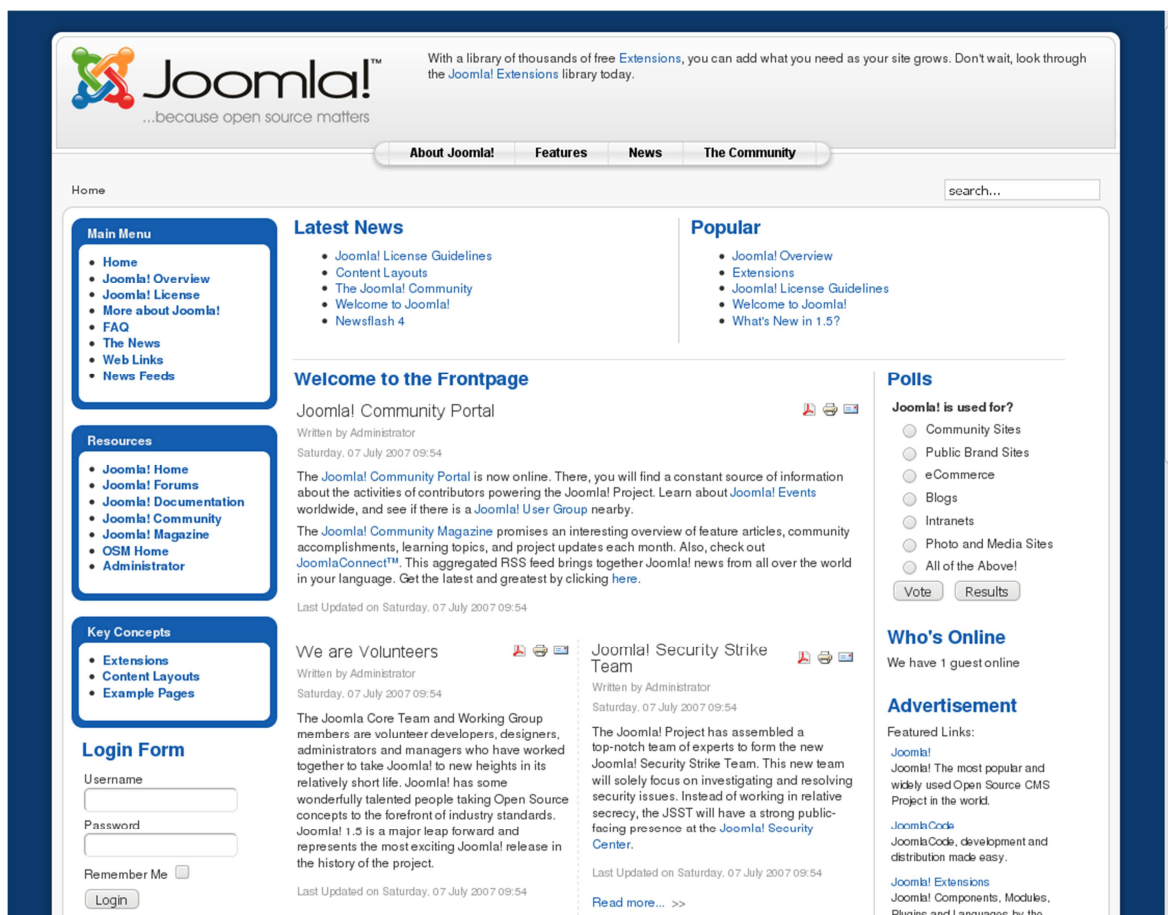 Joomla!™
...because open source matters
With a library of thousands of free Extensions, you can add what you need as your site grows. Don't wait, look through
the Joomla! Extensions library today.
About Joomla! Features News The Community
Home
search...
Main Menu
Home
Joomla! Overview
Joomla! License
More about Joomla!
FAQ
The News
Web Links
News Feeds
Resources
Joomla! Home
Joomla! Forums
Joomla! Documentation
Joomla! Community
Joomla! Magazine
OSM Home
Administrator
Key Concepts
Extensions
Content Layouts
Example Pages
Login Form
Username
Password
Remember Me
Login
Latest News
Joomla! License Guidelines
Content Layouts
The Joomla! Community
Welcome to Joomla!
Newsflash 4
Popular
Joomla! Overview
Extensions
Joomla! License Guidelines
Welcome to Joomla!
What's New in 1.5?
Welcome to the Frontpage
Joomla! Community Portal
Written by Administrator
Saturday, 07 July 2007 09:54
The Joomla! Community Portal is now online. There, you will find a constant source of information
about the activities of contributors powering the Joomla! Project. Learn about Joomla! Events
worldwide, and see if there is a Joomla! User Group nearby.
The Joomla! Community Magazine promises an interesting overview of feature articles, community
accomplishments, learning topics, and project updates each month. Also, check out
JoomlaConnect™. This aggregated RSS feed brings together Joomla! news from all over the world
in your language. Get the latest and greatest by clicking here.
Last Updated on Saturday, 07 July 2007 09:54
We are Volunteers
Written by Administrator
Saturday, 07 July 2007 09:54
The Joomla Core Team and Working Group
members are volunteer developers, designers,
administrators and managers who have worked
together to take Joomla! to new heights in its
relatively short life. Joomla! has some
wonderfully talented people taking Open Source
concepts to the forefront of industry standards.
Joomla! 1.5 is a major leap forward and
represents the most exciting Joomla! release in
the history of the project.
Last Updated on Saturday, 07 July 2007 09:54
Joomla! Security Strike
Team
Written by Administrator
Saturday, 07 July 2007 09:54
The Joomla! Project has assembled a
top-notch team of experts to form the new
Joomla! Security Strike Team. This new team
will solely focus on investigating and resolving
security issues. Instead of working in relative
secrecy, the JSST will have a strong public-
facing presence at the Joomla! Security
Center.
Last Updated on Saturday, 07 July 2007 09:54
Read more... >>
Polls
Joomla! is used for?
Community Sites
Public Brand Sites
eCommerce
Blogs
Intranets
Photo and Media Sites
All of the Above!
Vote Results
Who's Online
We have 1 guest online
Advertisement
Featured Links:
Joomla!
Joomla! The most popular and
widely used Open Source CMS
Project in the world.
JoomlaCode
JoomlaCode, development and
distribution made easy.
Joomla! Extensions
Joomla! Components, Modules,
Plugins and Languages by the